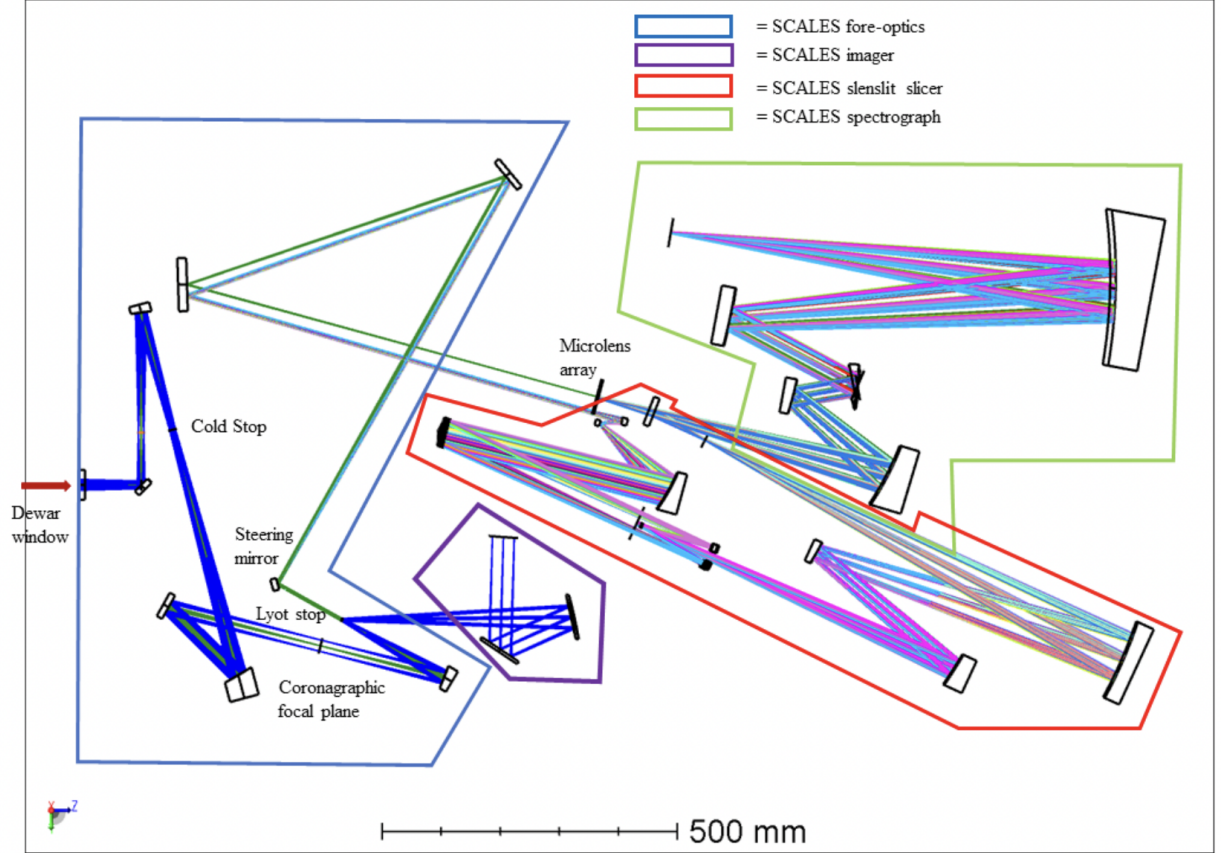 = SCALES fore-optics
= SCALES imager
= SCALES slenslit slicer
= SCALES spectrograph
Microlens
array
Cold Stop
Dewar
window
Steering
mirror
Lyot stop
Coronagraphic
focal plane
X
Z
Y
500 mm